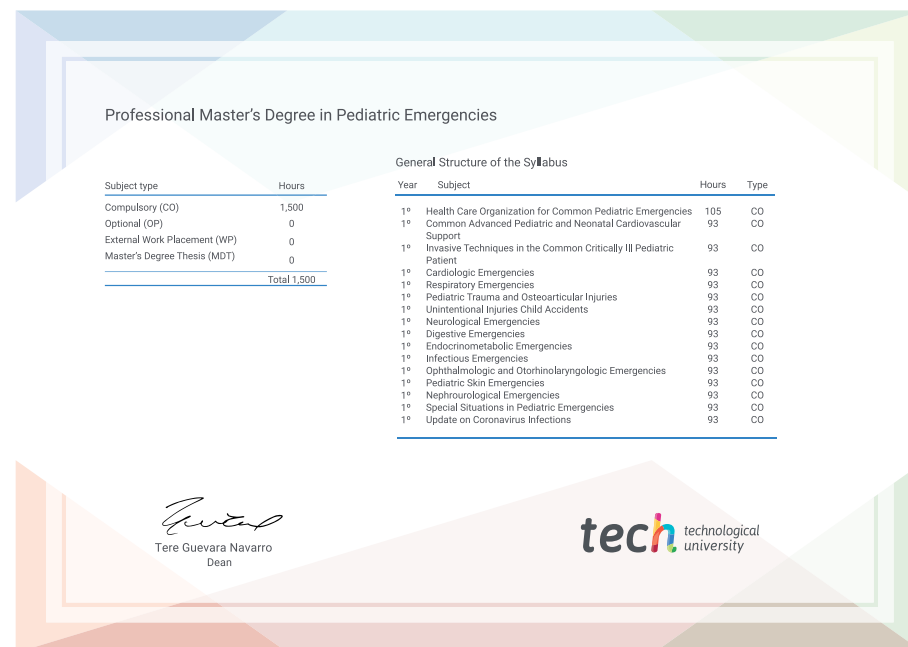 Professional Master's Degree in Pediatric Emergencies
General Structure of the Syllabus
Subject type Hours
Compulsory (CO) 1,500
Optional (OP) 0
External Work Placement (WP) 0
Master's Degree Thesis (MDT) 0
Total 1,500
Year Subject Hours Type
1º Health Care Organization for Common Pediatric Emergencies 105 CO
1º Common Advanced Pediatric and Neonatal Cardiovascular 93 CO
Support
1º Invasive Techniques in the Common Critically Ill Pediatric 93 CO
Patient
1º Cardiologic Emergencies 93 CO
1º Respiratory Emergencies 93 CO
1º Pediatric Trauma and Osteoarticular Injuries 93 CO
1º Unintentional Injuries Child Accidents 93 CO
1º Neurological Emergencies 93 CO
1º Digestive Emergencies 93 CO
1º Endocrinometabolic Emergencies 93 CO
1º Infectious Emergencies 93 CO
1º Ophthalmologic and Otorhinolaryngologic Emergencies 93 CO
1º Pediatric Skin Emergencies 93 CO
1º Nephrourological Emergencies 93 CO
1º Special Situations in Pediatric Emergencies 93 CO
1º Update on Coronavirus Infections 93 CO
Tere Guevara Navarro
Dean
tech technological
university